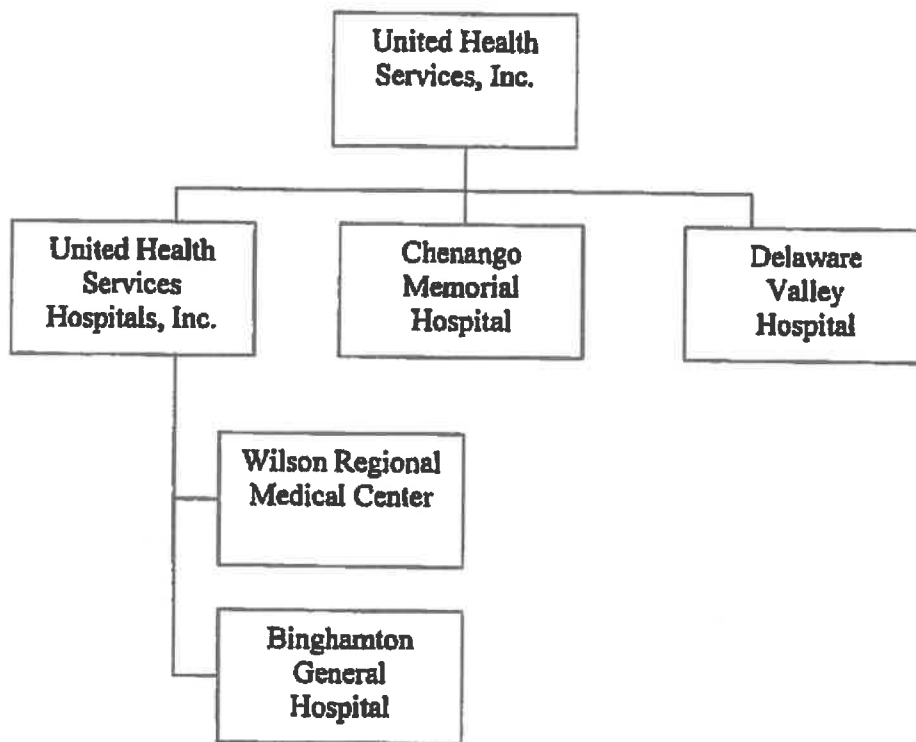 United Health
Services, Inc.
United Health
Services
Hospitals, Inc.
Chenango
Memorial
Hospital
Delaware
Valley
Hospital
Wilson Regional
Medical Center
Binghamton
General
Hospital